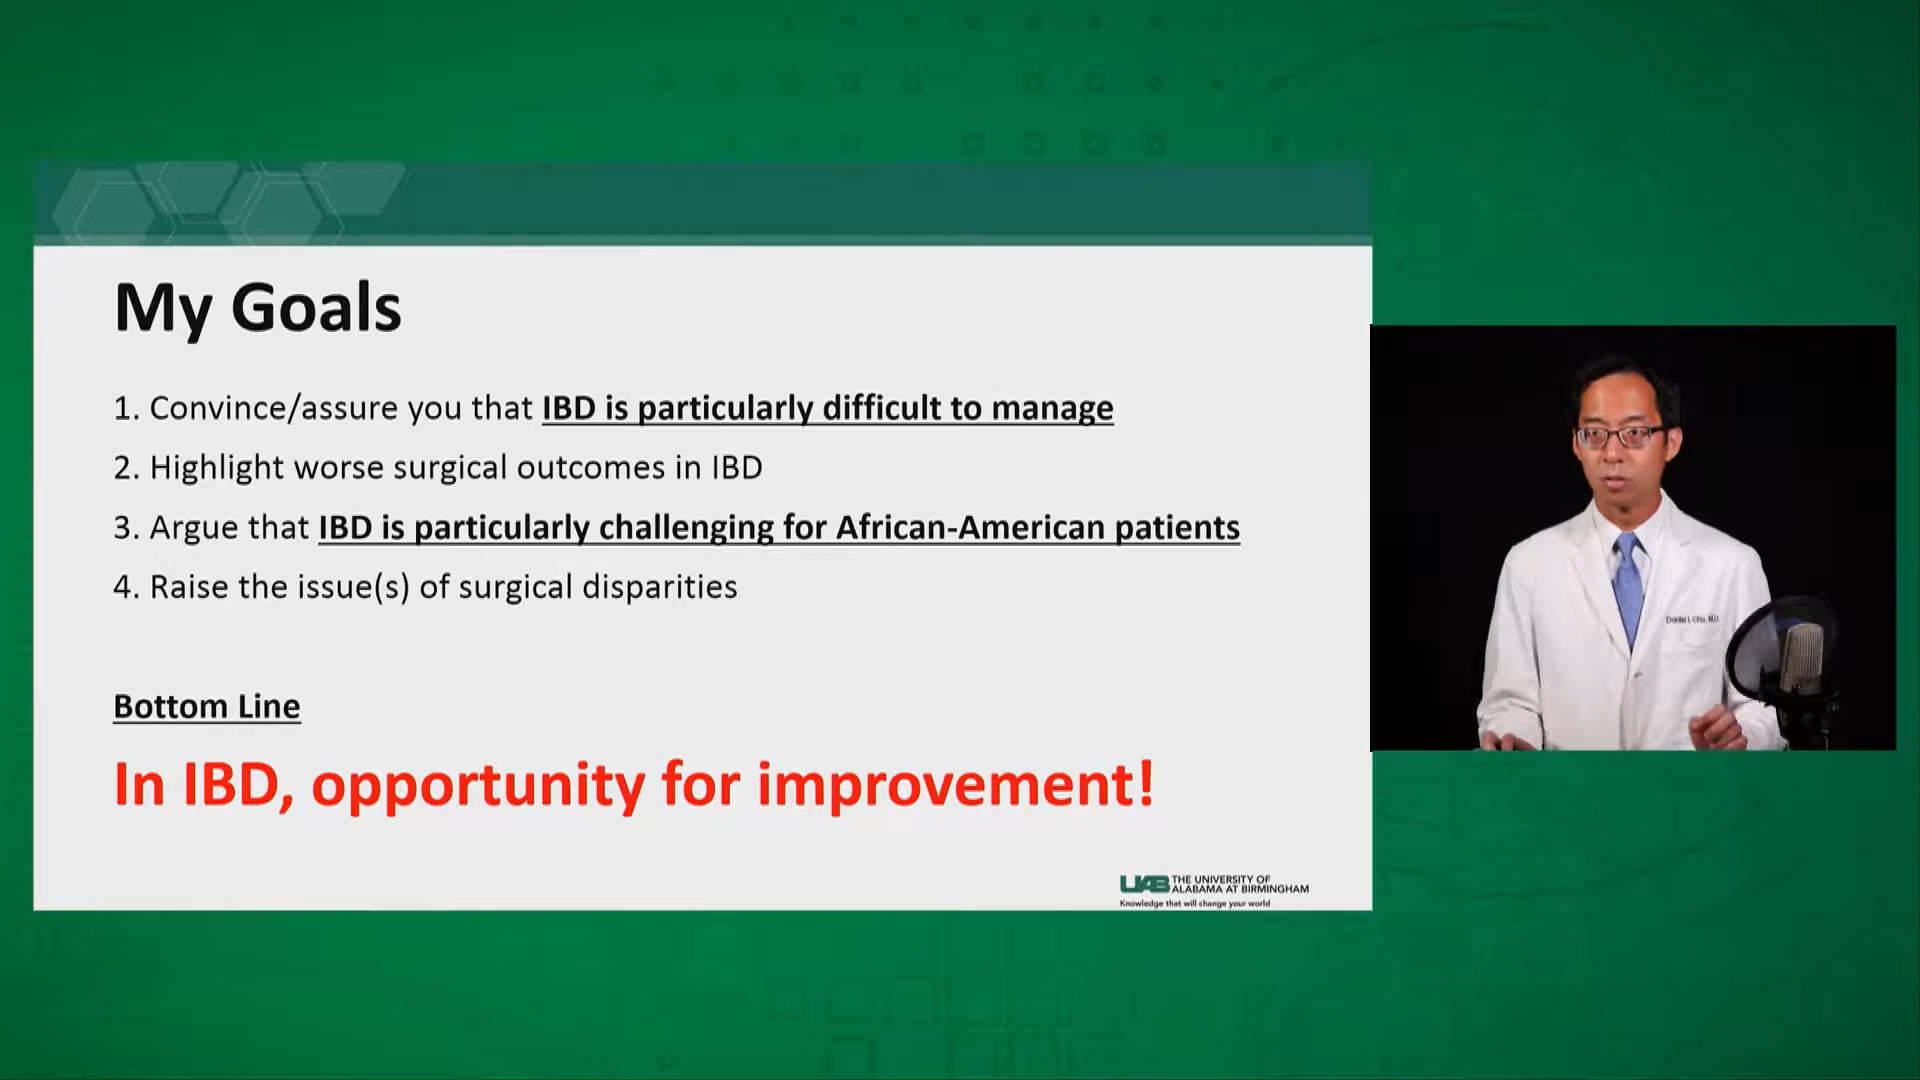 My Goals
1. Convince/assure you that IBD is particularly difficult to manage
2. Highlight worse surgical outcomes in IBD
3. Argue that IBD is particularly challenging for African-American patients
4. Raise the issue(s) of surgical disparities
Bottom Line
In IBD, opportunity for improvement!
UAB THE UNIVERSITY OF
ALABAMA AT BIRMINGHAM
Knowledge that will change your world
Daniel I. Chu, M.D.